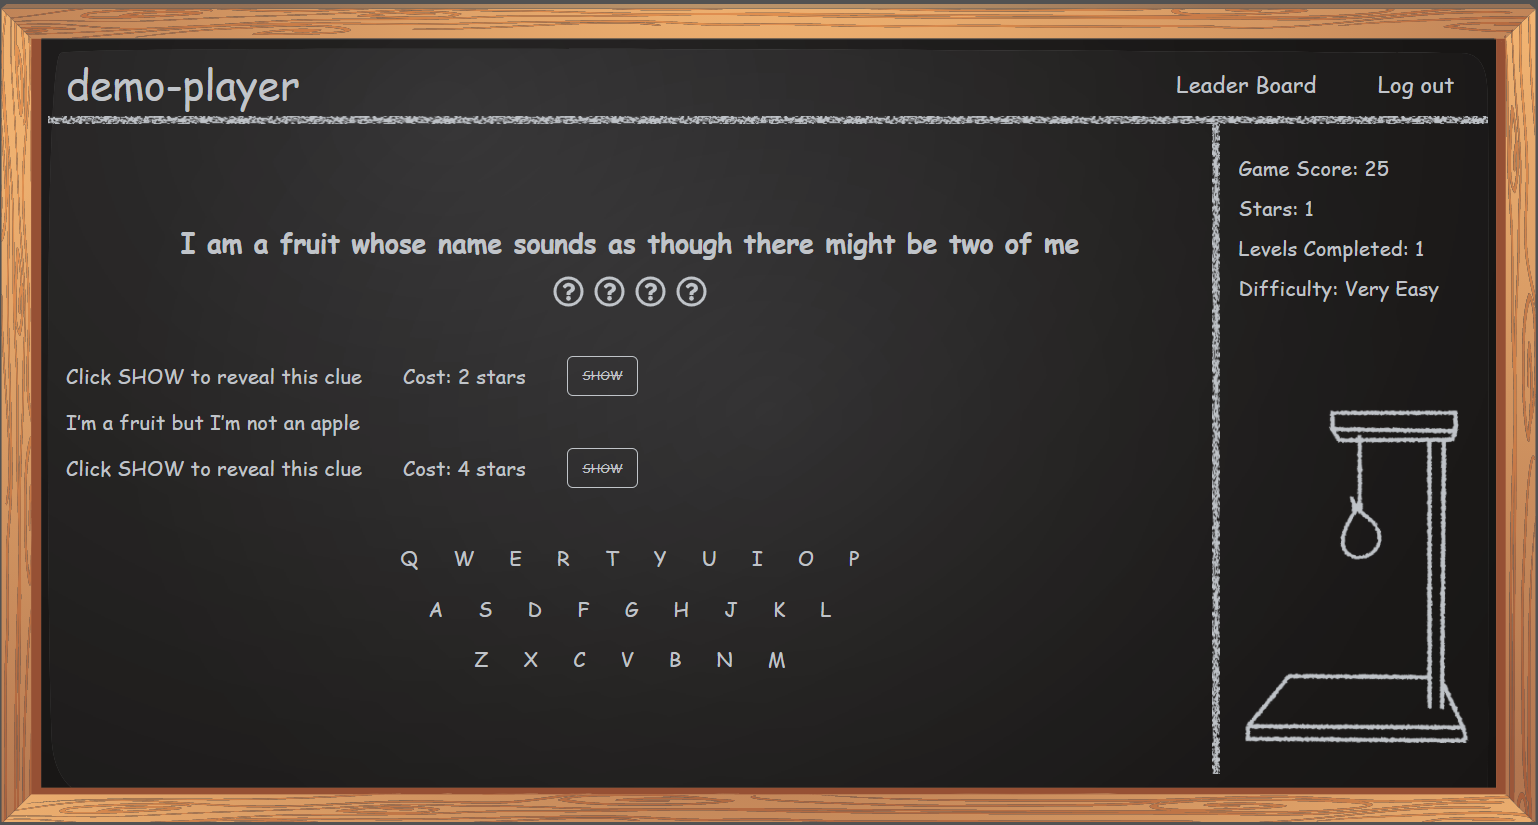 demo-player
Leader Board
Log out
I am a fruit whose name sounds as though there might be two of me
? ? ? ?
Click SHOW to reveal this clue Cost: 2 stars SHOW
I'm a fruit but I'm not an apple
Click SHOW to reveal this clue Cost: 4 stars SHOW
Q W E R T Y U I O P
A S D F G H J K L
Z X C V B N M
Game Score: 25
Stars: 1
Levels Completed: 1
Difficulty: Very Easy